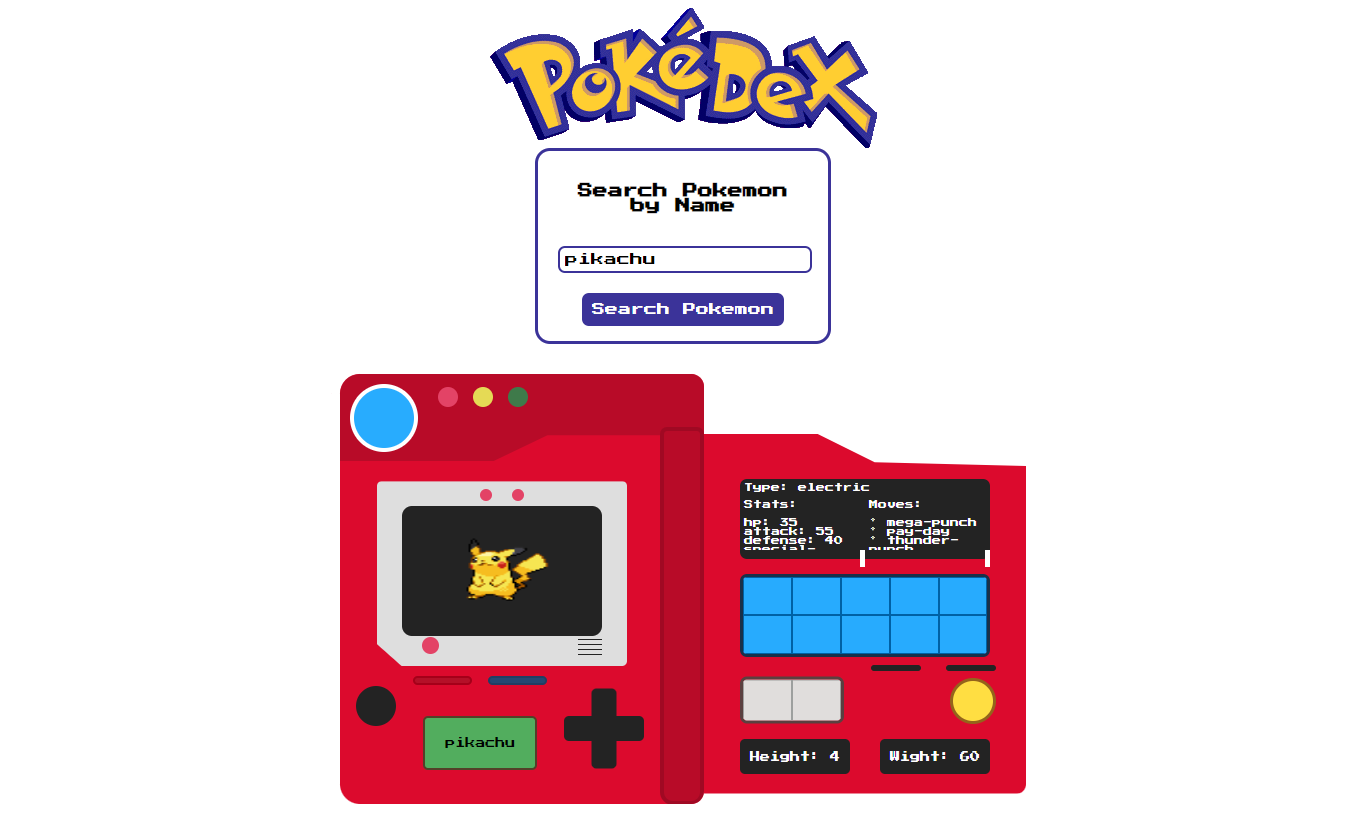 PokéDex
Search Pokemon
by Name
pikachu
Search Pokemon
Type: electric
Stats:
hp: 35
attack: 55
defense: 40
special-
Moves:
* mega-punch
* pay-day
* thunder-
punch
pikachu
Height: 4
Wight: 60